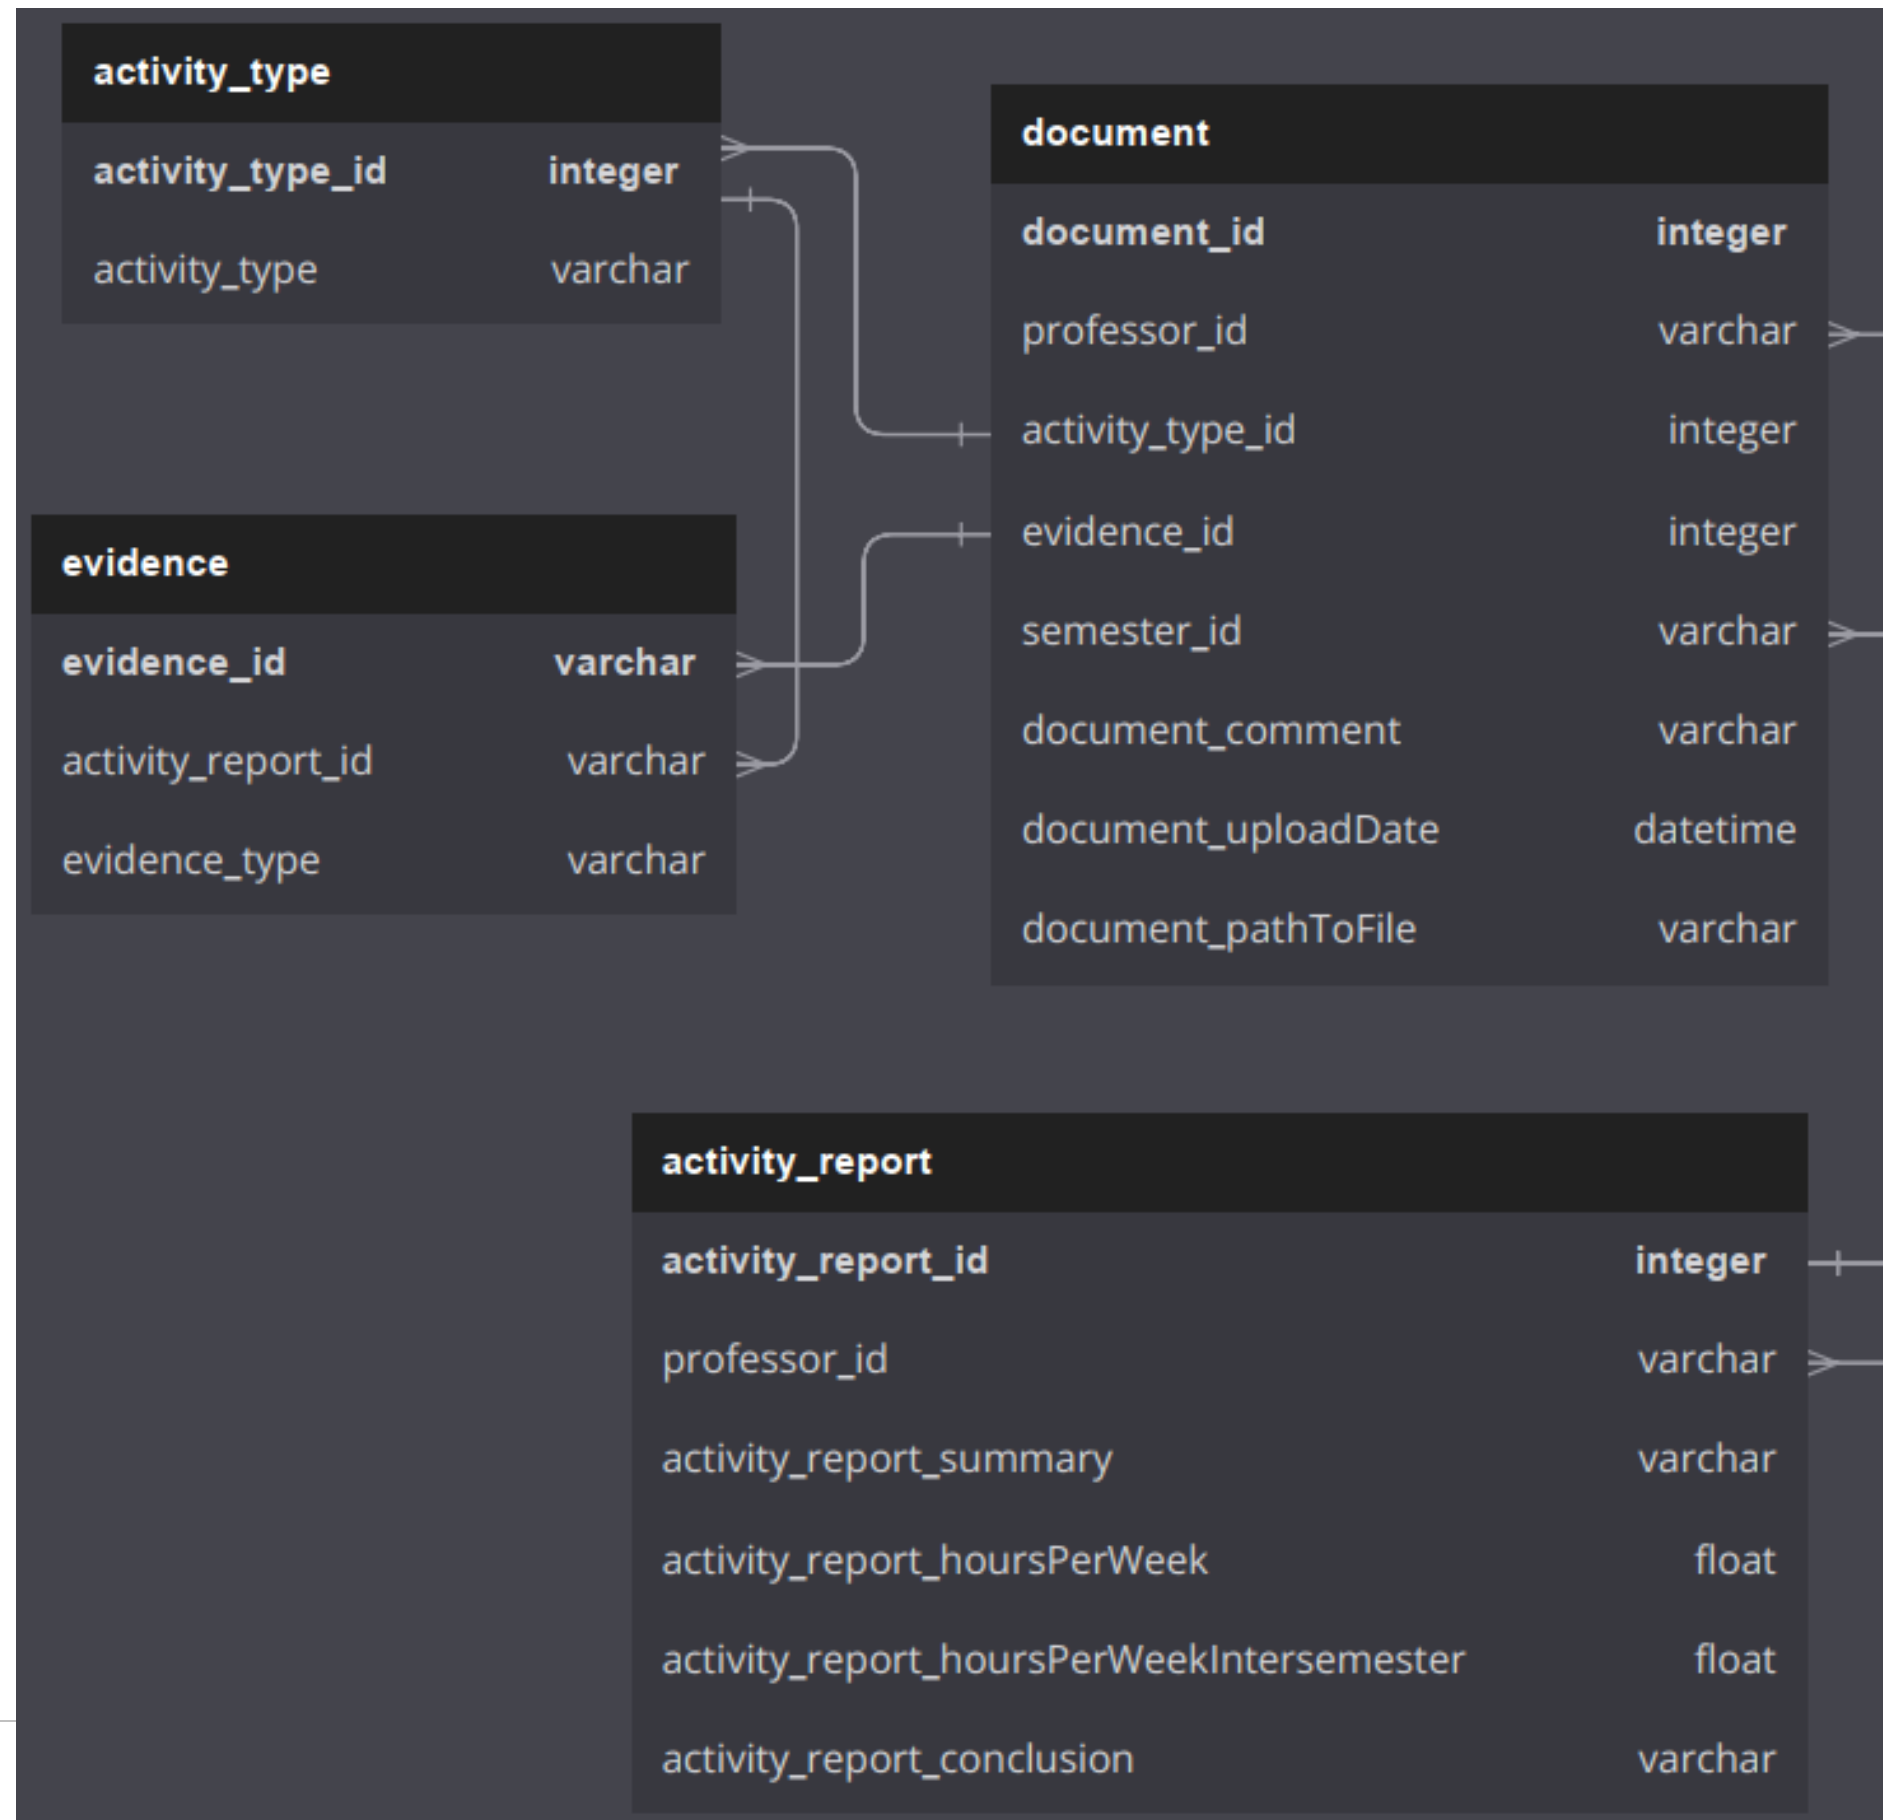 activity_type
activity_type_id integer
activity_type varchar
document
document_id integer
professor_id varchar
activity_type_id integer
evidence_id integer
semester_id varchar
document_comment varchar
document_uploadDate datetime
document_pathToFile varchar
evidence
evidence_id varchar
activity_report_id varchar
evidence_type varchar
activity_report
activity_report_id integer
professor_id varchar
activity_report_summary varchar
activity_report_hoursPerWeek float
activity_report_hoursPerWeekIntersemester float
activity_report_conclusion varchar